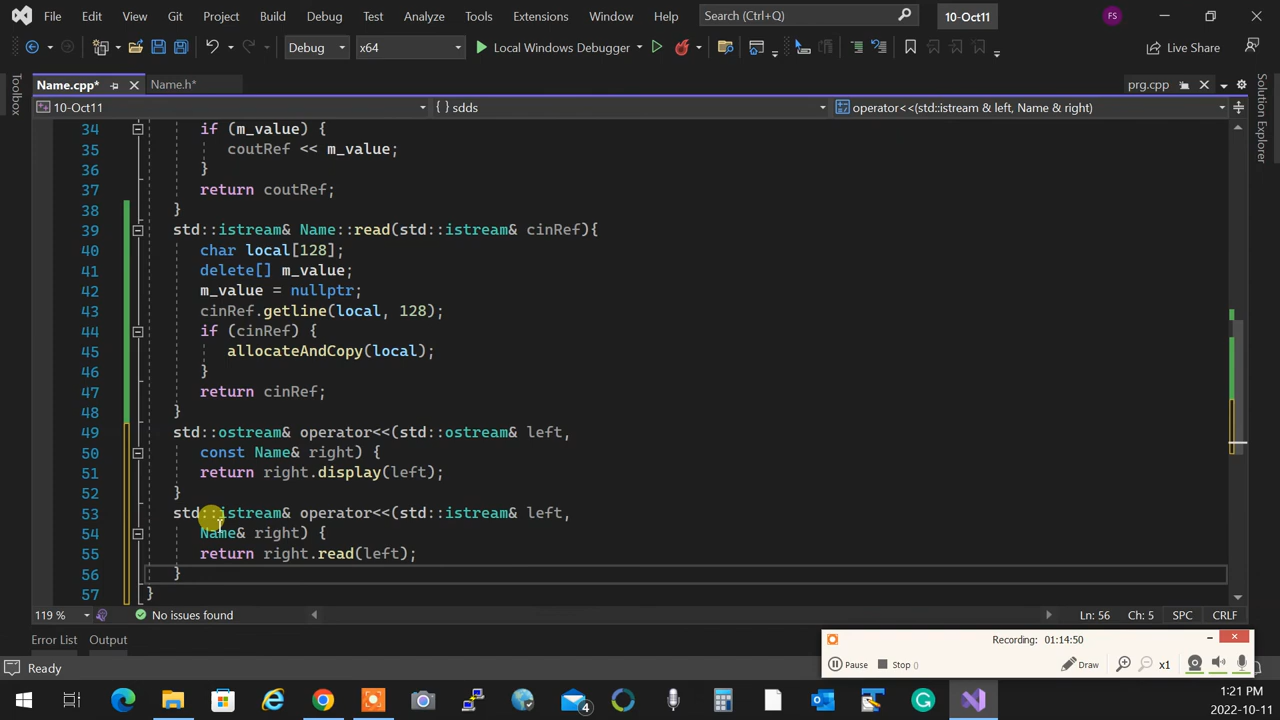 File Edit View Git Project Build Debug Test Analyze Tools Extensions Window Help Search (Ctrl+Q) 10-Oct11 FS
Debug x64 Local Windows Debugger Live Share
Name.cpp* Name.h* prg.cpp
10-Oct11 {} sdds operator<<(std::istream & left, Name & right)
Toolbox
Solution Explorer
34 if (m_value) {
35 coutRef << m_value;
36 }
37 return coutRef;
38 }
39 std::istream& Name::read(std::istream& cinRef){
40 char local[128];
41 delete[] m_value;
42 m_value = nullptr;
43 cinRef.getline(local, 128);
44 if (cinRef) {
45 allocateAndCopy(local);
46 }
47 return cinRef;
48 }
49 std::ostream& operator<<(std::ostream& left,
50 const Name& right) {
51 return right.display(left);
52 }
53 std::istream& operator<<(std::istream& left,
54 Name& right) {
55 return right.read(left);
56 }
57 }
119 % No issues found Ln: 56 Ch: 5 SPC CRLF
Error List Output
Recording: 01:14:50
Pause Stop () Draw x1
Ready
4
1:21 PM
2022-10-11